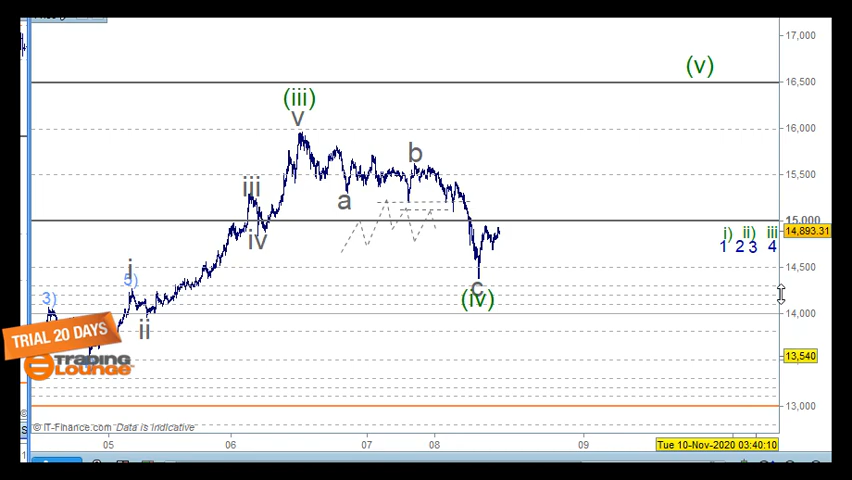 17,000
(v)
16,500
(iii)
v
16,000
b
15,500
iii
a
15,000
iv
14,893.31
i) ii) iii
1 2 3 4
i
5)
14,500
c
(iv)
3)
ii
14,000
TRIAL 20 DAYS
TRADING
LOUNGE
13,540
13,000
© IT-Finance.com Data is indicative
05 06 07 08 09 Tue 10-Nov-2020 03:40:10